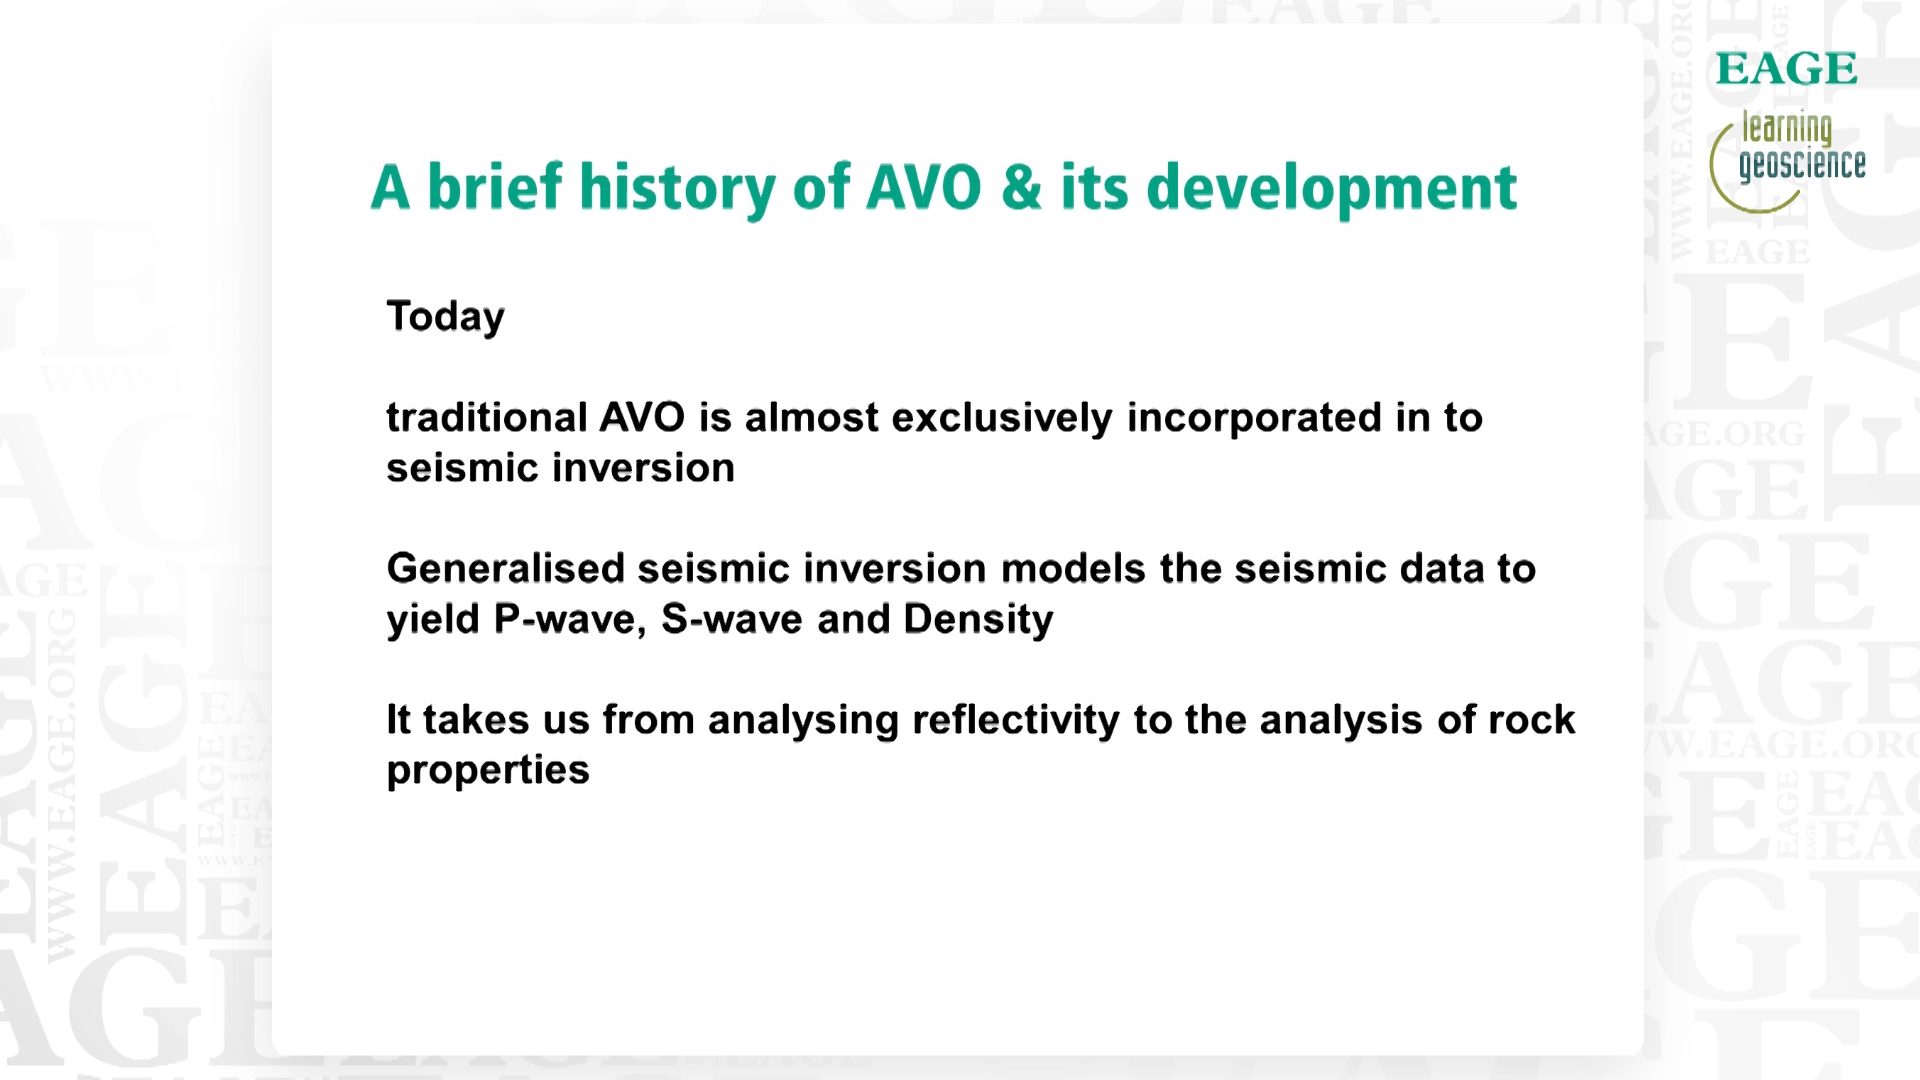 EAGE
learning
geoscience
A brief history of AVO & its development
Today
traditional AVO is almost exclusively incorporated in to
seismic inversion
Generalised seismic inversion models the seismic data to
yield P-wave, S-wave and Density
It takes us from analysing reflectivity to the analysis of rock
properties